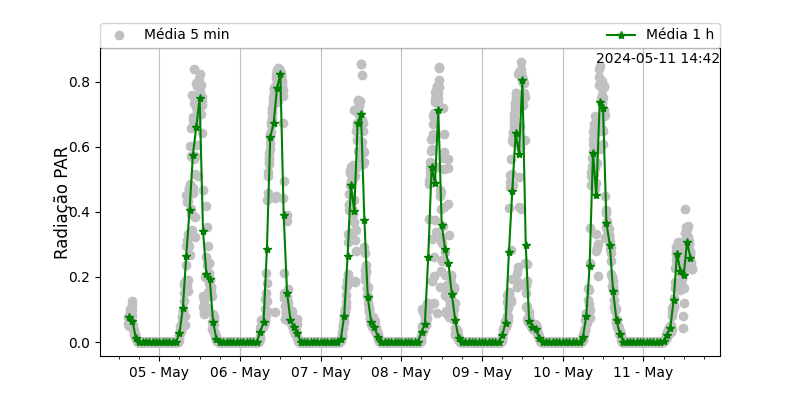 Média 5 min
Média 1 h
2024-05-11 14:42
Radiação PAR
0.8
0.6
0.4
0.2
0.0
05 - May
06 - May
07 - May
08 - May
09 - May
10 - May
11 - May